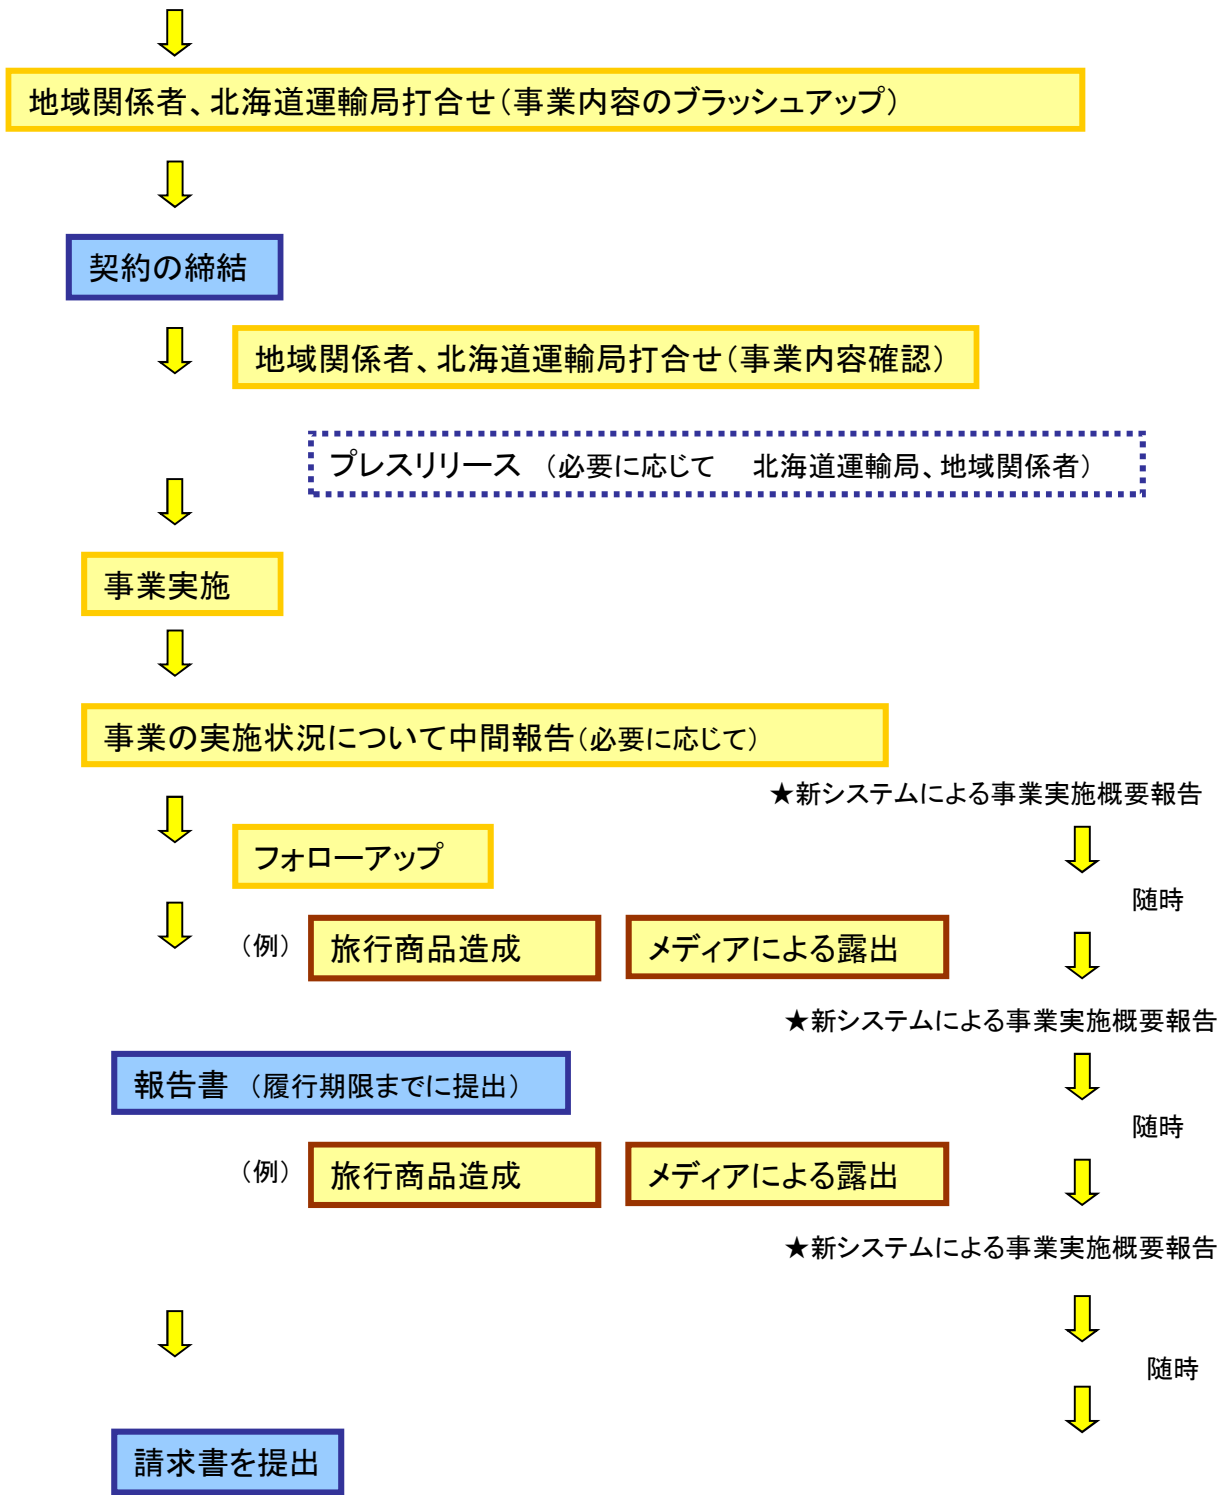 地域関係者、北海道運輸局打合せ（事業内容のブラッシュアップ）
契約の締結
地域関係者、北海道運輸局打合せ（事業内容確認）
プレスリリース （必要に応じて　北海道運輸局、地域関係者）
事業実施
事業の実施状況について中間報告（必要に応じて）
★新システムによる事業実施概要報告
フォローアップ
随時
（例） 旅行商品造成 メディアによる露出
★新システムによる事業実施概要報告
報告書 （履行期限までに提出）
随時
（例） 旅行商品造成 メディアによる露出
★新システムによる事業実施概要報告
随時
請求書を提出